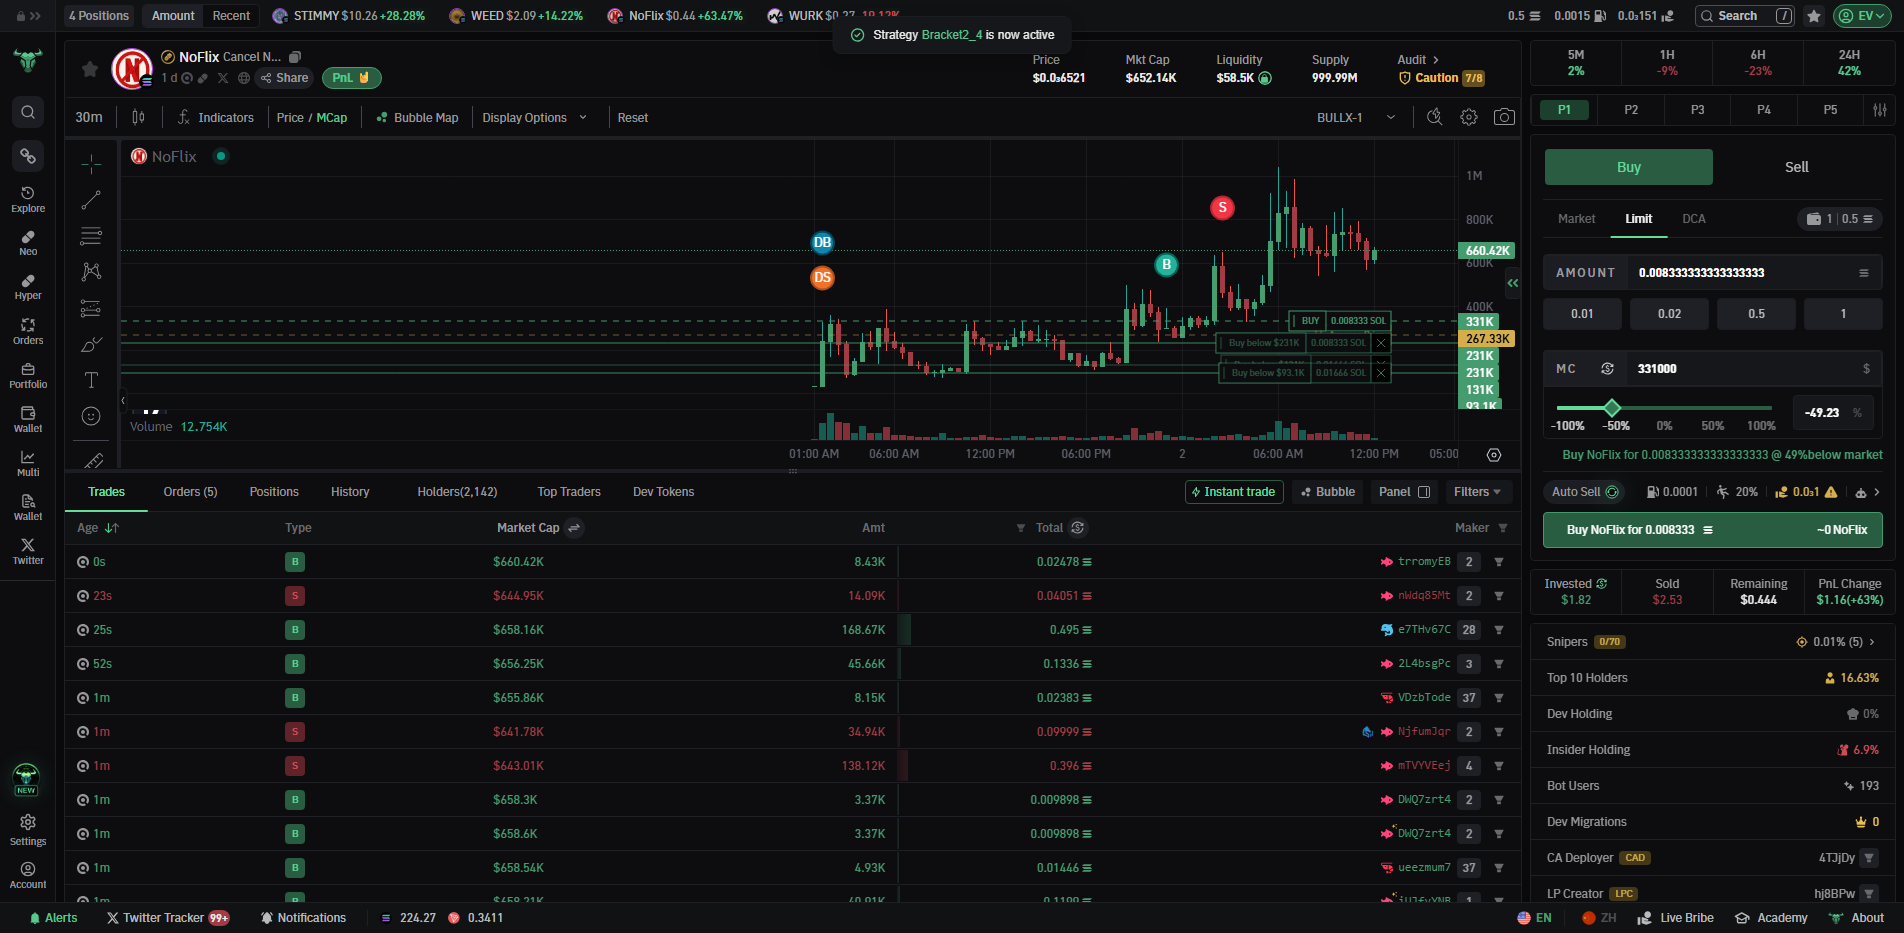 4 Positions Amount Recent STIMMY $10.26 +28.28% WEED $2.09 +14.22% NoFlix $0.44 +63.47% WURK $0.27 -19.12% 0.5 0.0015 0.0₃151 Search / EV
Strategy Bracket2_4 is now active
NoFlix Cancel N...
1 d Share PnL
Price Mkt Cap Liquidity Supply Audit
$0.0₃6521 $652.14K $58.5K 999.99M Caution 7/8
5M 1H 6H 24H
2% -9% -23% 42%
30m Indicators Price / MCap Bubble Map Display Options Reset BULLX-1
P1 P2 P3 P4 P5
NoFlix
DB
DS
S
B
1M
800K
660.42K
600K
400K
331K
267.33K
231K
231K
131K
93.1K
BUY 0.008333 SOL
Buy below $231K 0.008333 SOL
Buy below $93.1K 0.01666 SOL
Volume 12.754K
01:00 AM 06:00 AM 12:00 PM 06:00 PM 2 06:00 AM 12:00 PM 05:00
Explore
Neo
Hyper
Orders
Portfolio
Wallet
Multi
Wallet
Twitter
NEW
Settings
Account
Buy Sell
Market Limit DCA 1 0.5
AMOUNT 0.008333333333333333
0.01 0.02 0.5 1
MC 331000 $
-49.23 %
-100% -50% 0% 50% 100%
Buy NoFlix for 0.008333333333333333 @ 49%below market
Auto Sell 0.0001 20% 0.0₃1
Buy NoFlix for 0.008333 ~0 NoFlix
Invested Sold Remaining PnL Change
$1.82 $2.53 $0.444 $1.16(+63%)
Snipers 0/70 0.01% (5)
Top 10 Holders 16.63%
Dev Holding 0%
Insider Holding 6.9%
Bot Users 193
Dev Migrations 0
CA Deployer CAD 4TJjDy
LP Creator LPC hj8BPw
Trades Orders (5) Positions History Holders(2,142) Top Traders Dev Tokens Instant trade Bubble Panel Filters
Age Type Market Cap Amt Total Maker
0s B $660.42K 8.43K 0.02478 trromyEB 2
23s S $644.95K 14.09K 0.04051 nWdq85Mt 2
25s B $658.16K 168.67K 0.495 e7THv67C 28
52s B $656.25K 45.66K 0.1336 2L4bsgPc 3
1m B $655.86K 8.15K 0.02383 VDzbTode 37
1m S $641.78K 34.94K 0.09999 NjfumJqr 2
1m S $643.01K 138.12K 0.396 mTVYVEej 4
1m B $658.3K 3.37K 0.009898 DWQ7zrt4 2
1m B $658.6K 3.37K 0.009898 DWQ7zrt4 2
1m B $658.54K 4.93K 0.01446 ueezmum7 37
Alerts Twitter Tracker 99+ Notifications 224.27 0.3411 EN ZH Live Bribe Academy About